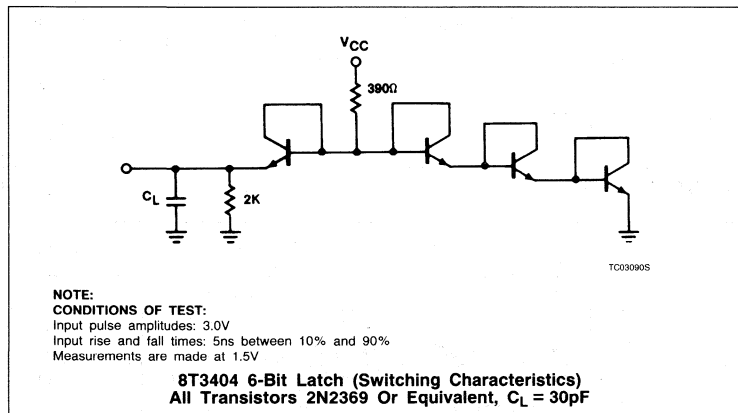 VCC
390Ω
CL
2K
TC03090S
NOTE:
CONDITIONS OF TEST:
Input pulse amplitudes: 3.0V
Input rise and fall times: 5ns between 10% and 90%
Measurements are made at 1.5V
8T3404 6-Bit Latch (Switching Characteristics)
All Transistors 2N2369 Or Equivalent, CL = 30pF